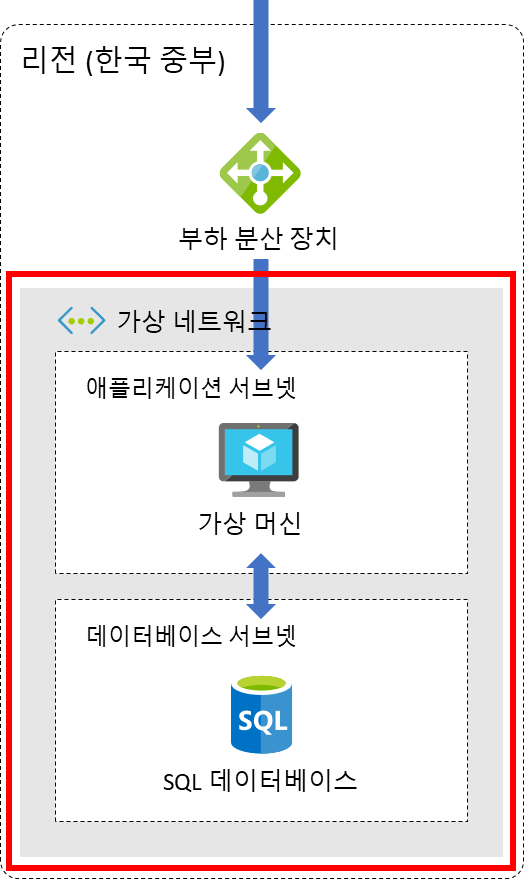 리전 (한국 중부)
부하 분산 장치
가상 네트워크
애플리케이션 서브넷
가상 머신
데이터베이스 서브넷
SQL
SQL 데이터베이스